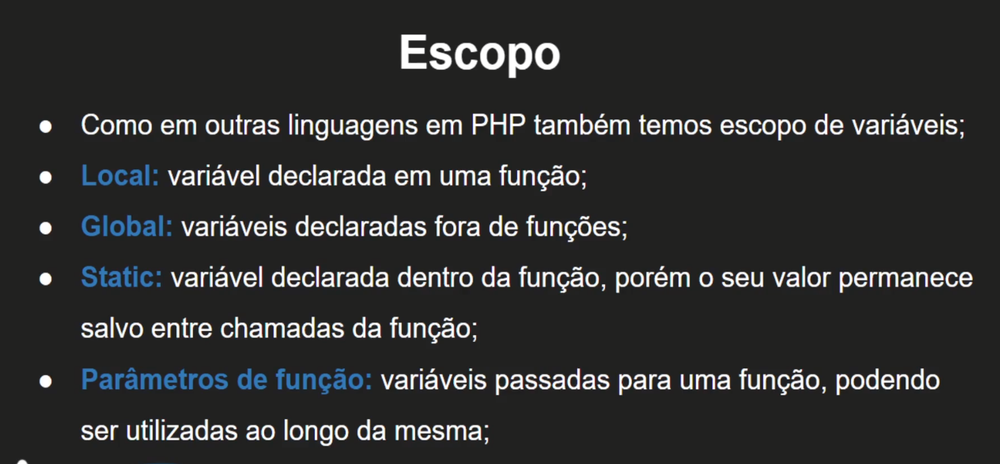 Escopo
● Como em outras linguagens em PHP também temos escopo de variáveis;
● Local: variável declarada em uma função;
● Global: variáveis declaradas fora de funções;
● Static: variável declarada dentro da função, porém o seu valor permanece
salvo entre chamadas da função;
● Parâmetros de função: variáveis passadas para uma função, podendo
ser utilizadas ao longo da mesma;